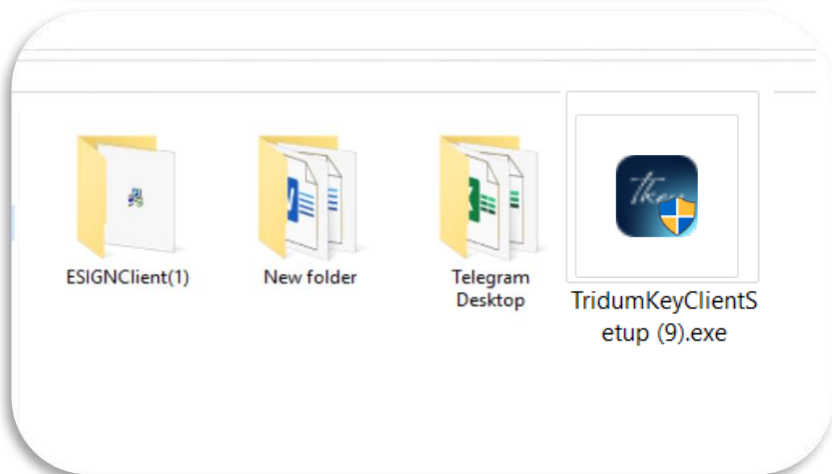 ESIGNClient(1)
New folder
Telegram
Desktop
TridumKeyClientS
etup (9).exe